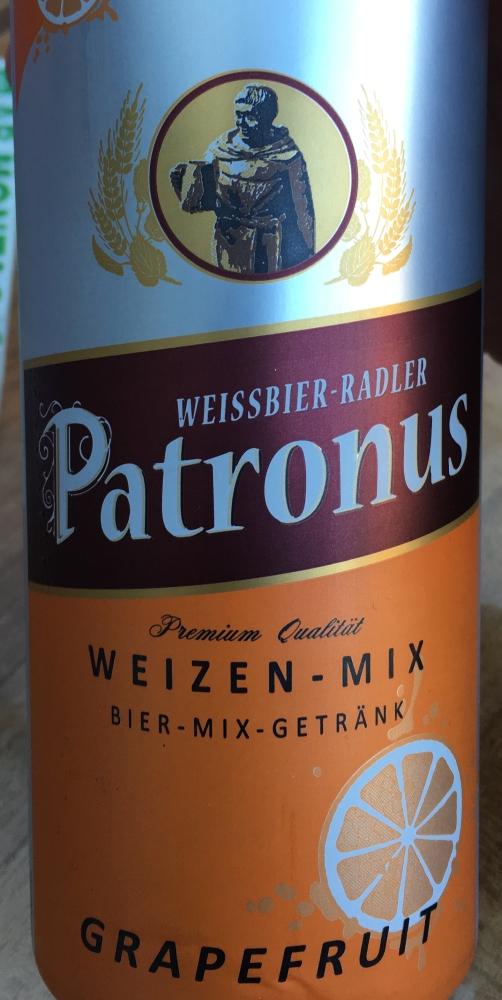 WEISSBIER-RADLER
Patronus
Premium Qualität
WEIZEN-MIX
BIER-MIX-GETRÄNK
GRAPEFRUIT